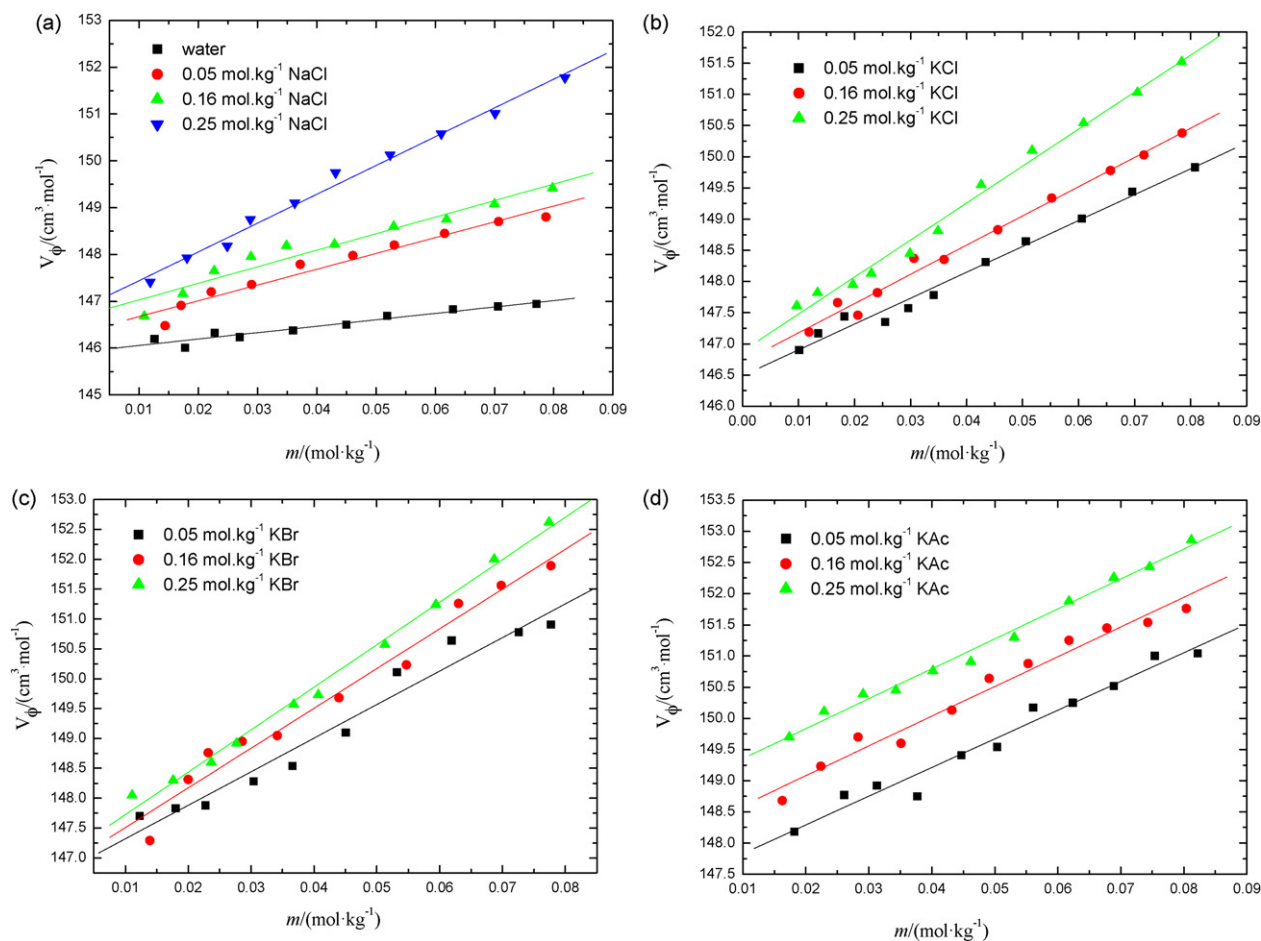 (a)
153
152
151
150
149
148
147
146
145
water
0.05 mol.kg⁻¹ NaCl
0.16 mol.kg⁻¹ NaCl
0.25 mol.kg⁻¹ NaCl
V_ϕ/(cm³·mol⁻¹)
0.01 0.02 0.03 0.04 0.05 0.06 0.07 0.08 0.09
m/(mol·kg⁻¹)
(b)
152.0
151.5
151.0
150.5
150.0
149.5
149.0
148.5
148.0
147.5
147.0
146.5
146.0
0.05 mol.kg⁻¹ KCl
0.16 mol.kg⁻¹ KCl
0.25 mol.kg⁻¹ KCl
V_ϕ/(cm³·mol⁻¹)
0.00 0.01 0.02 0.03 0.04 0.05 0.06 0.07 0.08 0.09
m/(mol·kg⁻¹)
(c)
153.0
152.5
152.0
151.5
151.0
150.5
150.0
149.5
149.0
148.5
148.0
147.5
147.0
0.05 mol.kg⁻¹ KBr
0.16 mol.kg⁻¹ KBr
0.25 mol.kg⁻¹ KBr
V_ϕ/(cm³·mol⁻¹)
0.01 0.02 0.03 0.04 0.05 0.06 0.07 0.08
m/(mol·kg⁻¹)
(d)
153.5
153.0
152.5
152.0
151.5
151.0
150.5
150.0
149.5
149.0
148.5
148.0
147.5
0.05 mol.kg⁻¹ KAc
0.16 mol.kg⁻¹ KAc
0.25 mol.kg⁻¹ KAc
V_ϕ/(cm³·mol⁻¹)
0.01 0.02 0.03 0.04 0.05 0.06 0.07 0.08 0.09
m/(mol·kg⁻¹)